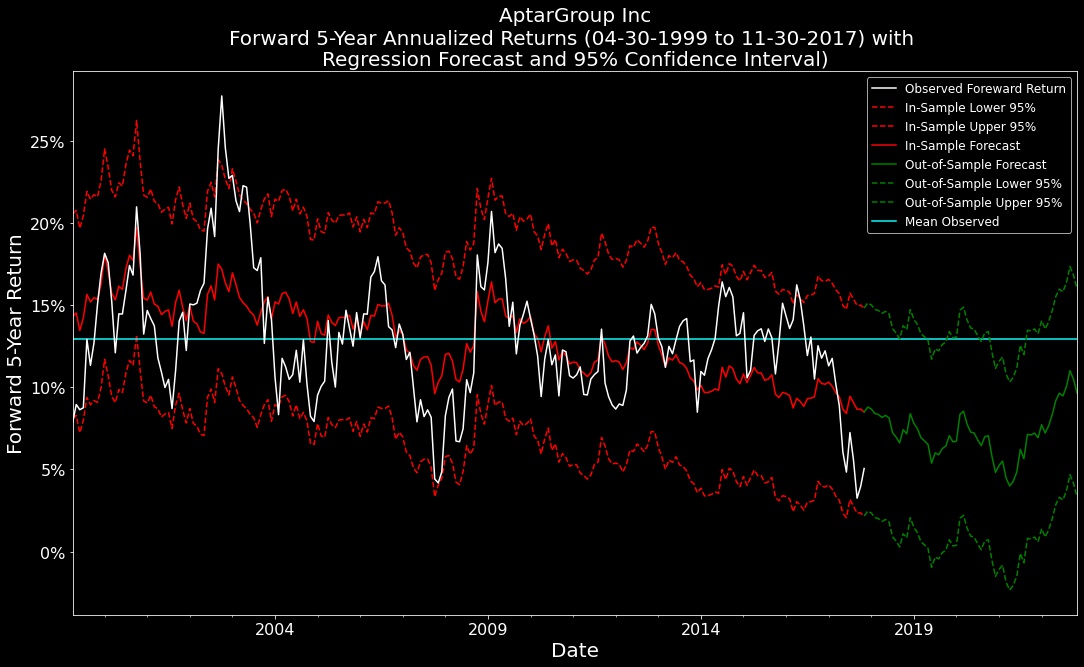 AptarGroup Inc
Forward 5-Year Annualized Returns (04-30-1999 to 11-30-2017) with
Regression Forecast and 95% Confidence Interval)
Observed Foreward Return
In-Sample Lower 95%
In-Sample Upper 95%
In-Sample Forecast
Out-of-Sample Forecast
Out-of-Sample Lower 95%
Out-of-Sample Upper 95%
Mean Observed
Forward 5-Year Return
25%
20%
15%
10%
5%
0%
2004
2009
2014
2019
Date